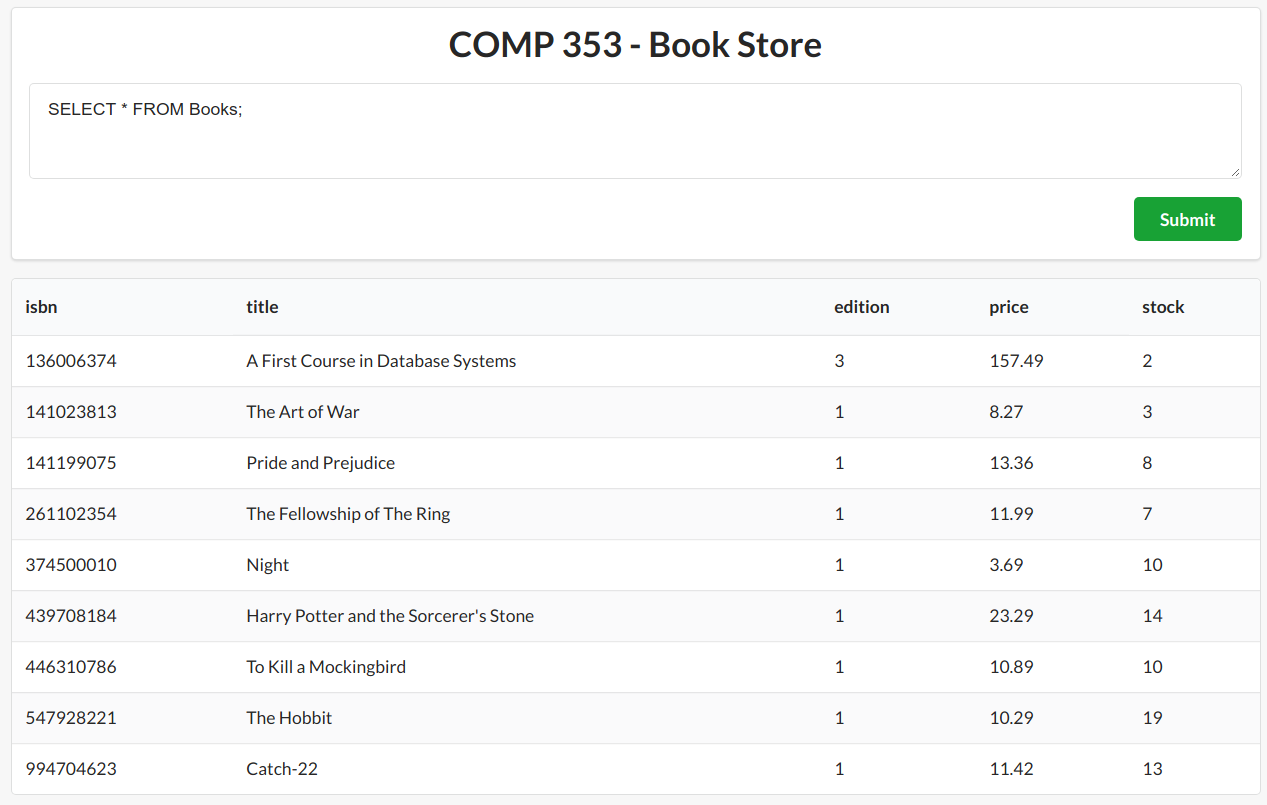 COMP 353 - Book Store
SELECT * FROM Books;
Submit
isbn title edition price stock
136006374 A First Course in Database Systems 3 157.49 2
141023813 The Art of War 1 8.27 3
141199075 Pride and Prejudice 1 13.36 8
261102354 The Fellowship of The Ring 1 11.99 7
374500010 Night 1 3.69 10
439708184 Harry Potter and the Sorcerer's Stone 1 23.29 14
446310786 To Kill a Mockingbird 1 10.89 10
547928221 The Hobbit 1 10.29 19
994704623 Catch-22 1 11.42 13